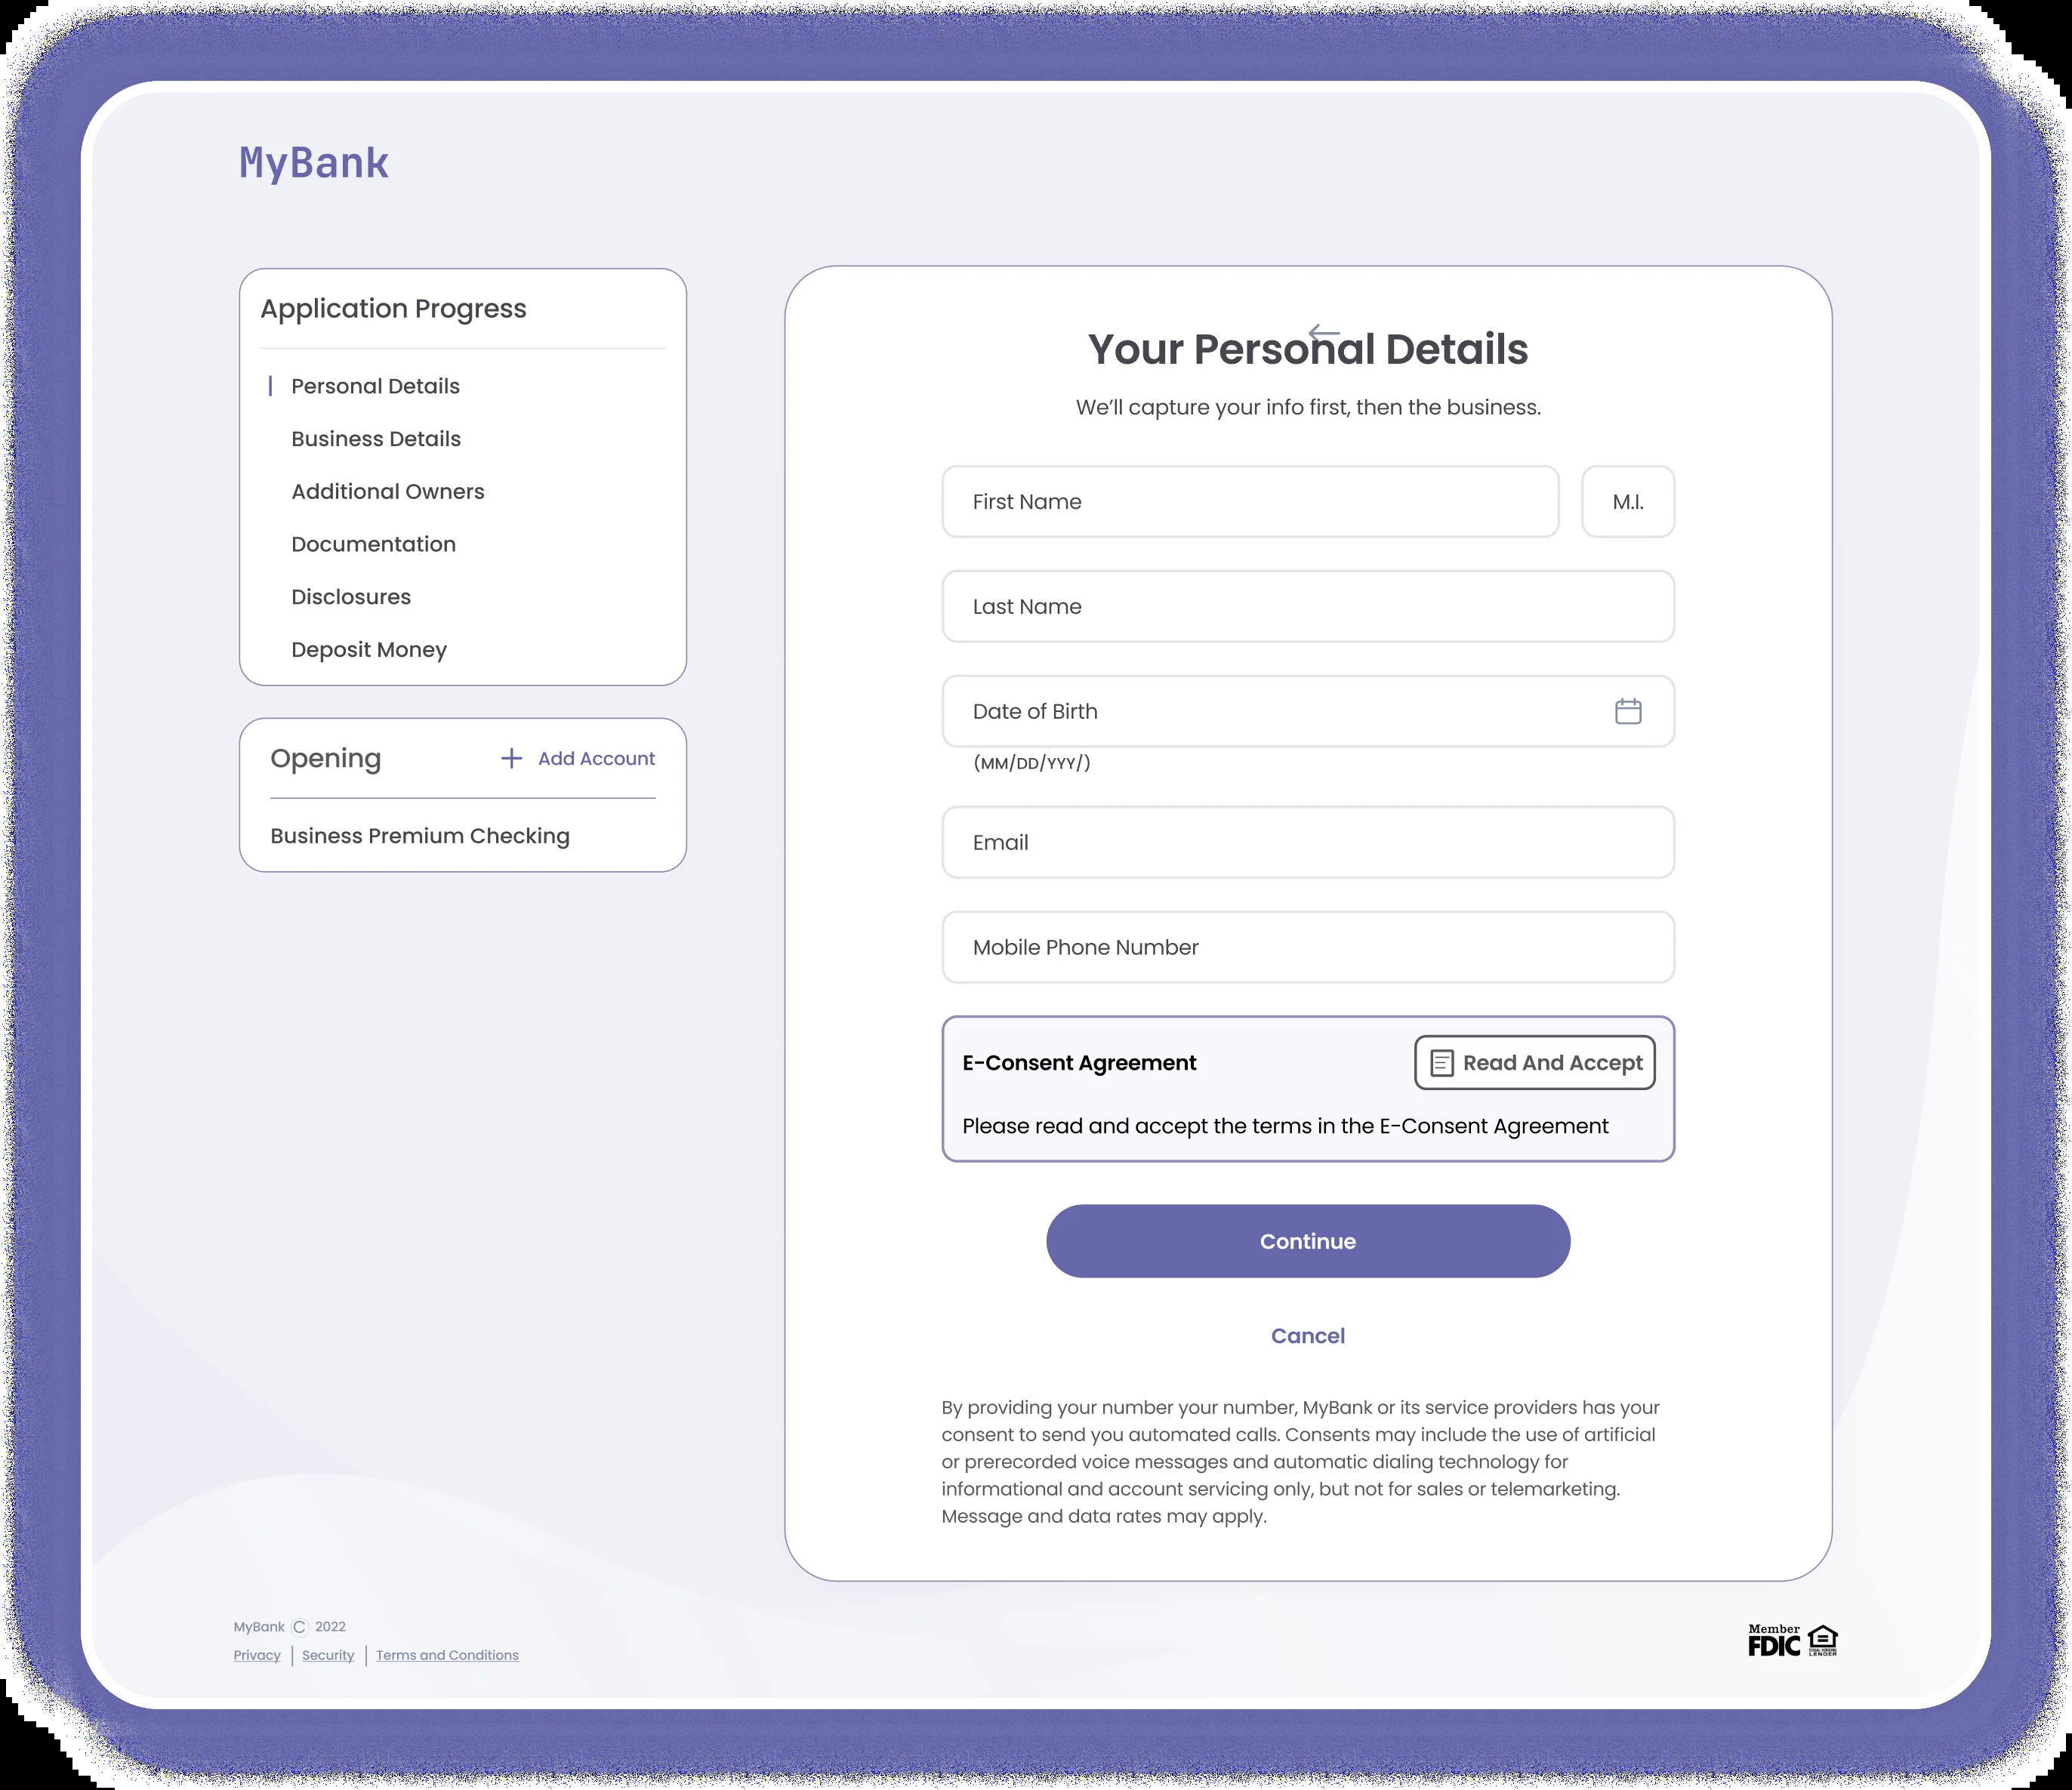 MyBank
Application Progress
Personal Details
Business Details
Additional Owners
Documentation
Disclosures
Deposit Money
Opening
Add Account
Business Premium Checking
Your Personal Details
We’ll capture your info first, then the business.
First Name
M.I.
Last Name
Date of Birth
(MM/DD/YYY/)
Email
Mobile Phone Number
E-Consent Agreement
Read And Accept
Please read and accept the terms in the E-Consent Agreement
Continue
Cancel
By providing your number your number, MyBank or its service providers has your
consent to send you automated calls. Consents may include the use of artificial
or prerecorded voice messages and automatic dialing technology for
informational and account servicing only, but not for sales or telemarketing.
Message and data rates may apply.
MyBank © 2022
Privacy | Security | Terms and Conditions
Member
FDIC
EQUAL HOUSING
LENDER